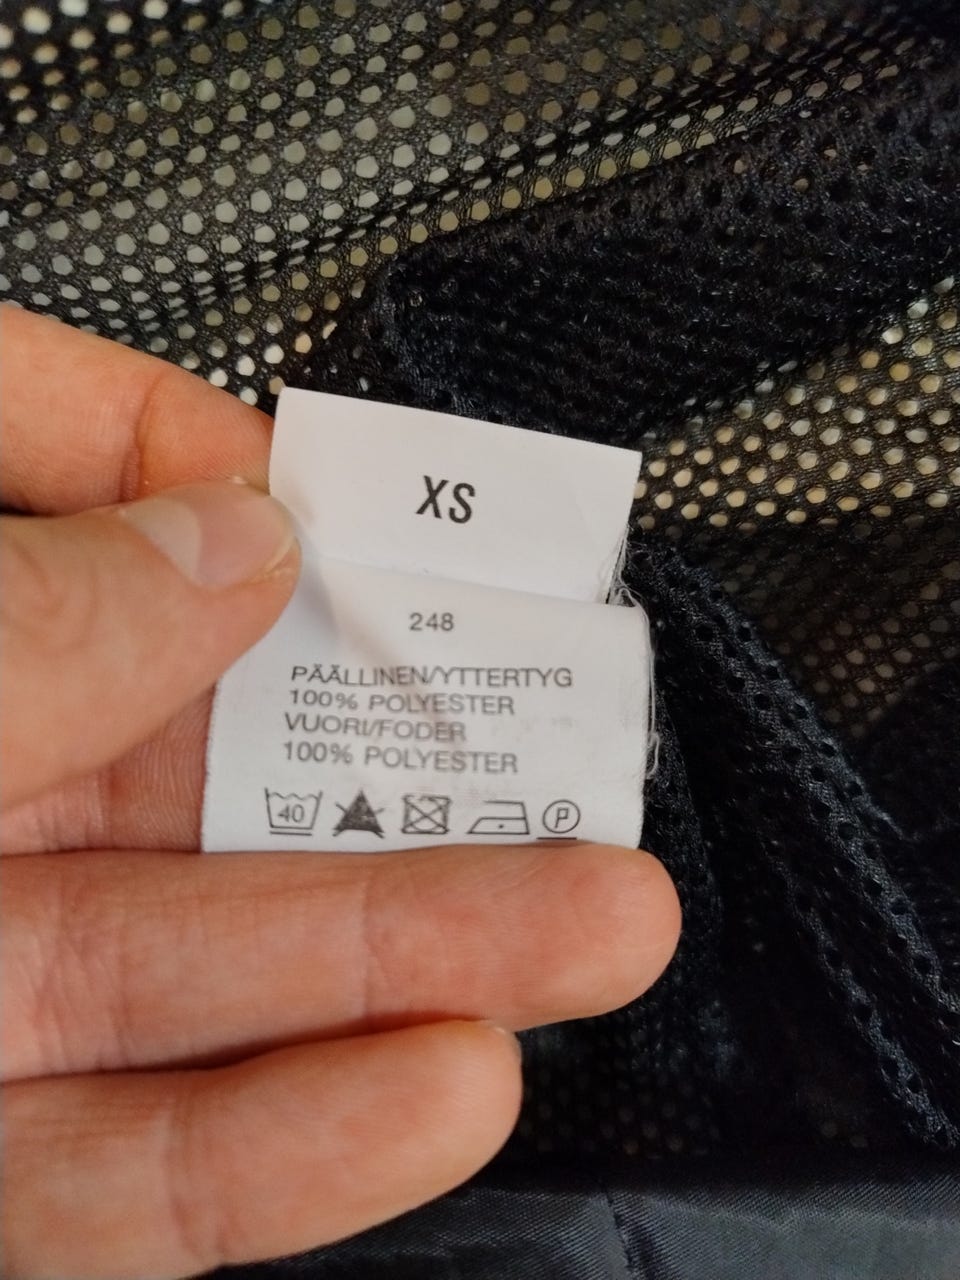 XS
248
PÄÄLLINEN/YTTERTYG
100% POLYESTER
VUORI/FODER
100% POLYESTER
40 P